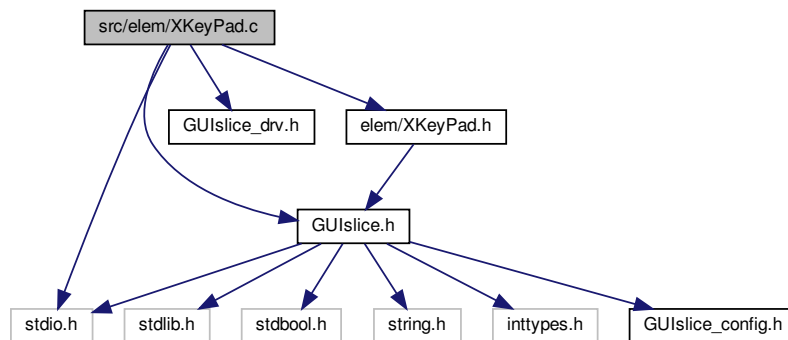 src/elem/XKeyPad.c
GUIslice_drv.h
elem/XKeyPad.h
GUIslice.h
stdio.h
stdlib.h
stdbool.h
string.h
inttypes.h
GUIslice_config.h